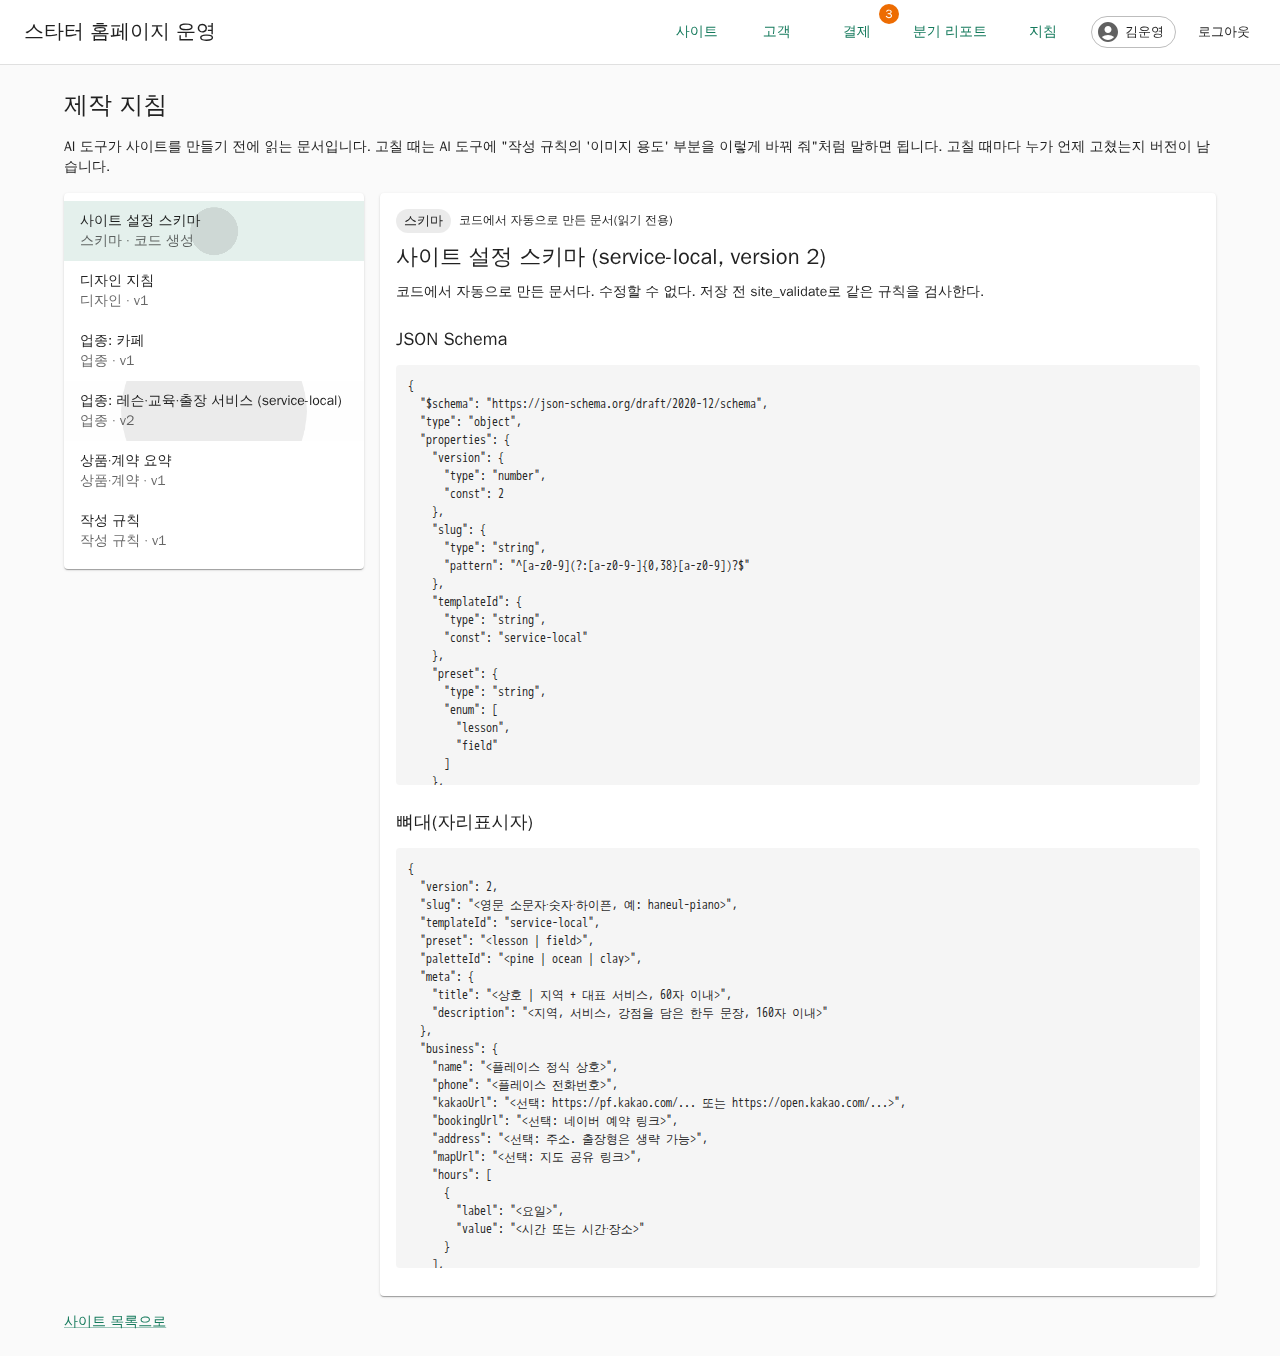 스타터 홈페이지 운영
사이트
고객
결제
3
분기 리포트
지침
김운영
로그아웃
제작 지침
AI 도구가 사이트를 만들기 전에 읽는 문서입니다. 고칠 때는 AI 도구에 "작성 규칙의 '이미지 용도' 부분을 이렇게 바꿔 줘"처럼 말하면 됩니다. 고칠 때마다 누가 언제 고쳤는지 버전이 남
습니다.
사이트 설정 스키마
스키마 · 코드 생성
디자인 지침
디자인 · v1
업종: 카페
업종 · v1
업종: 레슨·교육·출장 서비스 (service-local)
업종 · v2
상품·계약 요약
상품·계약 · v1
작성 규칙
작성 규칙 · v1
스키마
코드에서 자동으로 만든 문서(읽기 전용)
사이트 설정 스키마 (service-local, version 2)
코드에서 자동으로 만든 문서다. 수정할 수 없다. 저장 전 site_validate로 같은 규칙을 검사한다.
JSON Schema
{
  "$schema": "https://json-schema.org/draft/2020-12/schema",
  "type": "object",
  "properties": {
    "version": {
      "type": "number",
      "const": 2
    },
    "slug": {
      "type": "string",
      "pattern": "^[a-z0-9](?:[a-z0-9-]{0,38}[a-z0-9])?$"
    },
    "templateId": {
      "type": "string",
      "const": "service-local"
    },
    "preset": {
      "type": "string",
      "enum": [
        "lesson",
        "field"
      ]
    },
뼈대(자리표시자)
{
  "version": 2,
  "slug": "<영문 소문자·숫자·하이픈, 예: haneul-piano>",
  "templateId": "service-local",
  "preset": "<lesson | field>",
  "paletteId": "<pine | ocean | clay>",
  "meta": {
    "title": "<상호 | 지역 + 대표 서비스, 60자 이내>",
    "description": "<지역, 서비스, 강점을 담은 한두 문장, 160자 이내>"
  },
  "business": {
    "name": "<플레이스 정식 상호>",
    "phone": "<플레이스 전화번호>",
    "kakaoUrl": "<선택: https://pf.kakao.com/... 또는 https://open.kakao.com/...>",
    "bookingUrl": "<선택: 네이버 예약 링크>",
    "address": "<선택: 주소. 출장형은 생략 가능>",
    "mapUrl": "<선택: 지도 공유 링크>",
    "hours": [
      {
        "label": "<요일>",
        "value": "<시간 또는 시간·장소>"
      }
    ],
사이트 목록으로